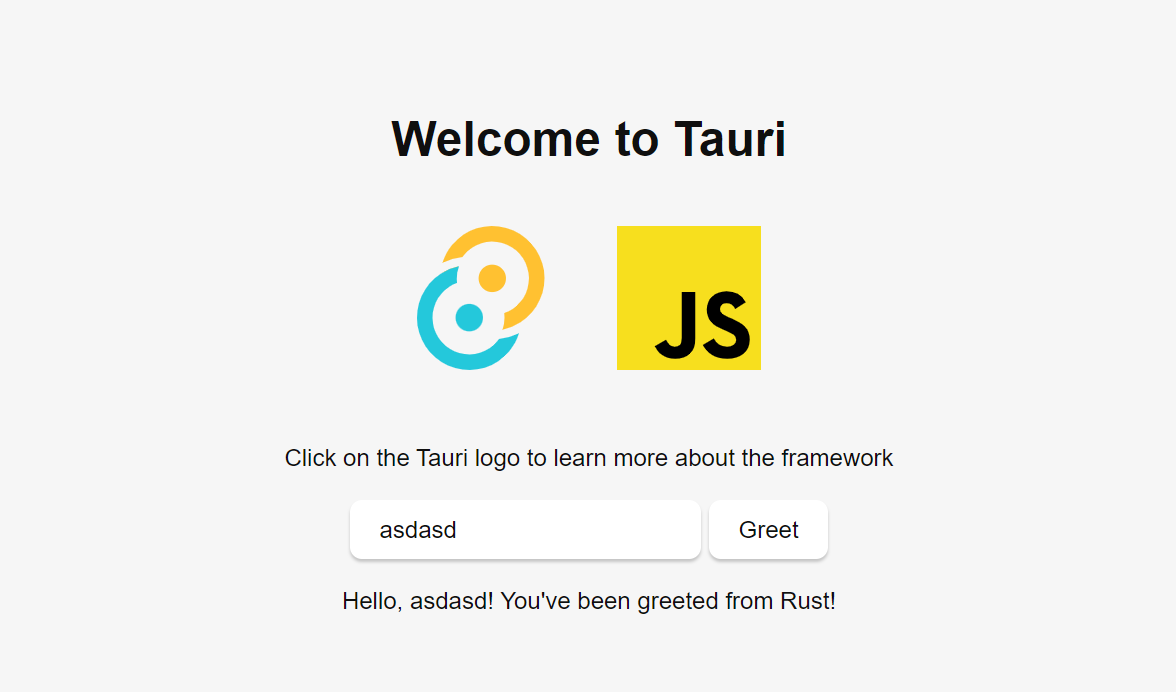 Welcome to Tauri
JS
Click on the Tauri logo to learn more about the framework
asdasd
Greet
Hello, asdasd! You've been greeted from Rust!